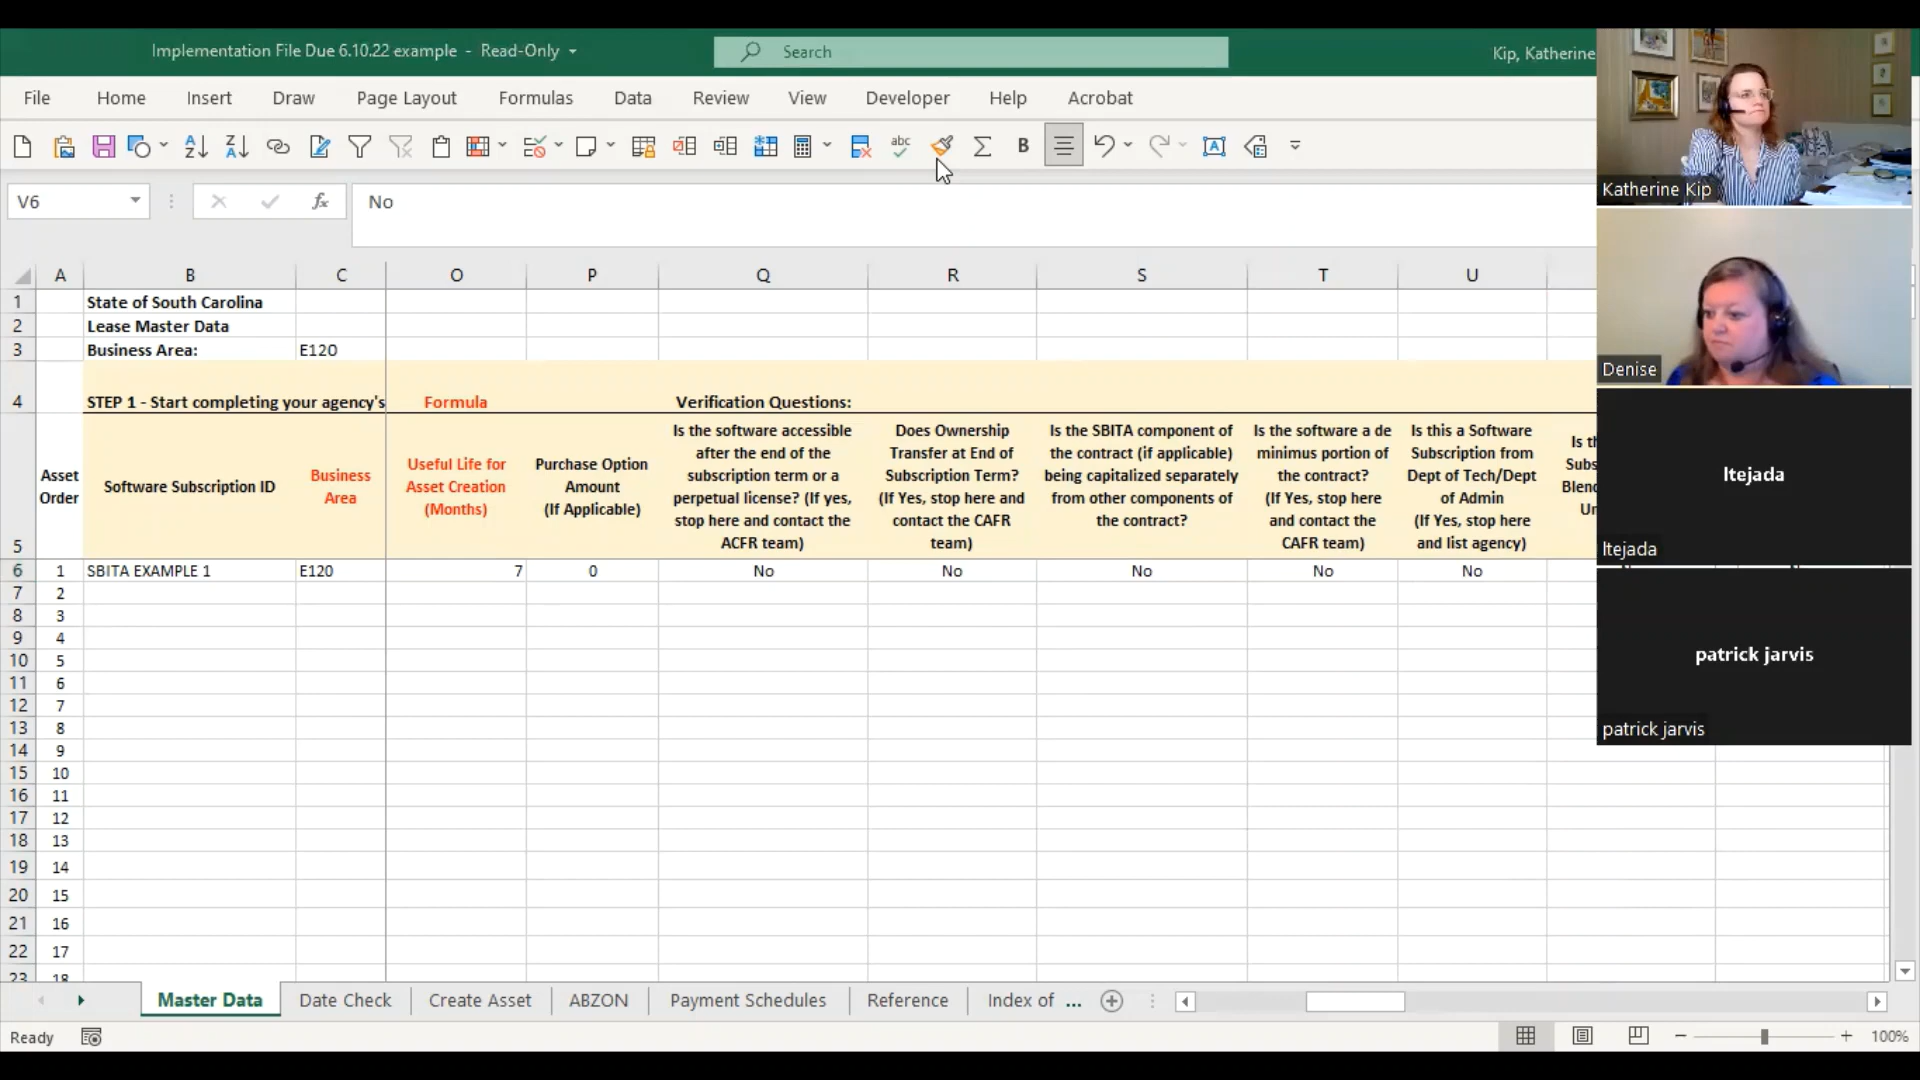 Implementation File Due 6.10.22 example - Read-Only
Search
Kip, Katherine
File Home Insert Draw Page Layout Formulas Data Review View Developer Help Acrobat
abc
B
V6
fx
No
A B C O P Q R S T U
1 State of South Carolina
2 Lease Master Data
3 Business Area: E120
4 STEP 1 - Start completing your agency's Formula Verification Questions:
5
Asset
Order
Software Subscription ID
Business
Area
Useful Life for
Asset Creation
(Months)
Purchase Option
Amount
(If Applicable)
Is the software accessible
after the end of the
subscription term or a
perpetual license? (If yes,
stop here and contact the
ACFR team)
Does Ownership
Transfer at End of
Subscription Term?
(If Yes, stop here and
contact the CAFR
team)
Is the SBITA component of
the contract (if applicable)
being capitalized separately
from other components of
the contract?
Is the software a de
minimus portion of
the contract?
(If Yes, stop here
and contact the
CAFR team)
Is this a Software
Subscription from
Dept of Tech/Dept
of Admin
(If Yes, stop here
and list agency)
6 1 SBITA EXAMPLE 1 E120 7 0 No No No No No
7 2
8 3
9 4
10 5
11 6
12 7
13 8
14 9
15 10
16 11
17 12
18 13
19 14
20 15
21 16
22 17
23 18
Master Data Date Check Create Asset ABZON Payment Schedules Reference Index of ...
Ready
100%
Katherine Kip
Denise
ltejada
ltejada
patrick jarvis
patrick jarvis